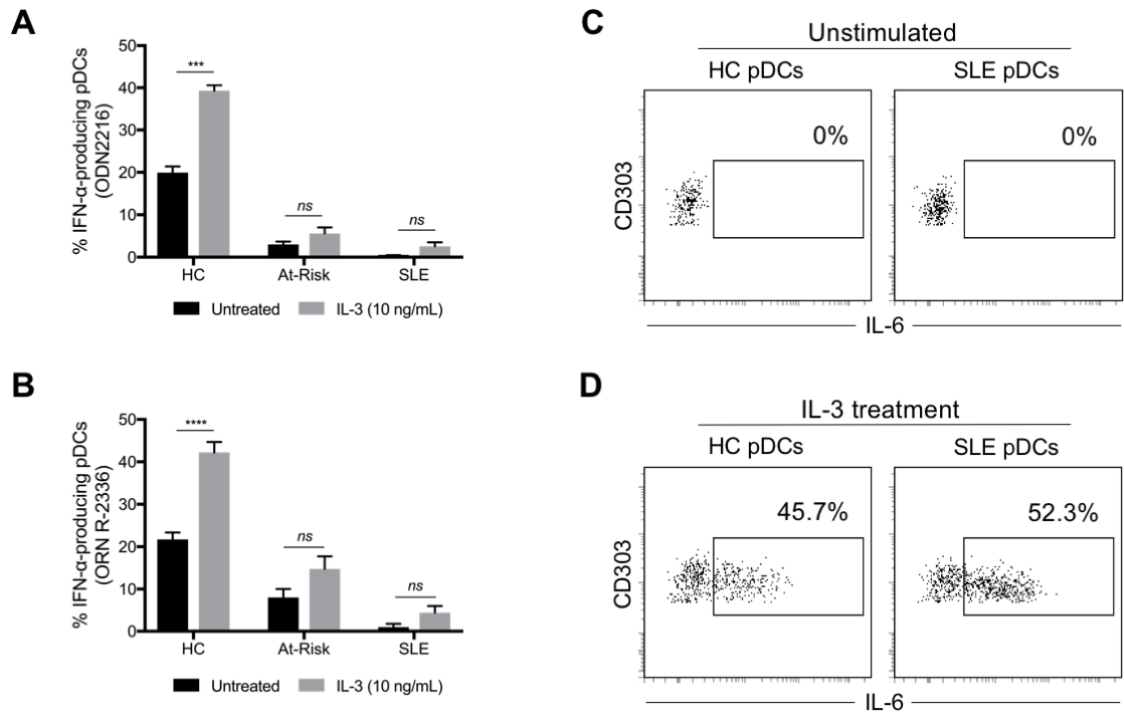 A
% IFN-α-producing pDCs
(ODN2216)
50
40
30
20
10
0
***
ns
ns
HC
At-Risk
SLE
Untreated
IL-3 (10 ng/mL)
B
% IFN-α-producing pDCs
(ORN R-2336)
50
40
30
20
10
0
****
ns
ns
HC
At-Risk
SLE
Untreated
IL-3 (10 ng/mL)
C
Unstimulated
HC pDCs
SLE pDCs
0%
0%
CD303
IL-6
D
IL-3 treatment
HC pDCs
SLE pDCs
45.7%
52.3%
CD303
IL-6